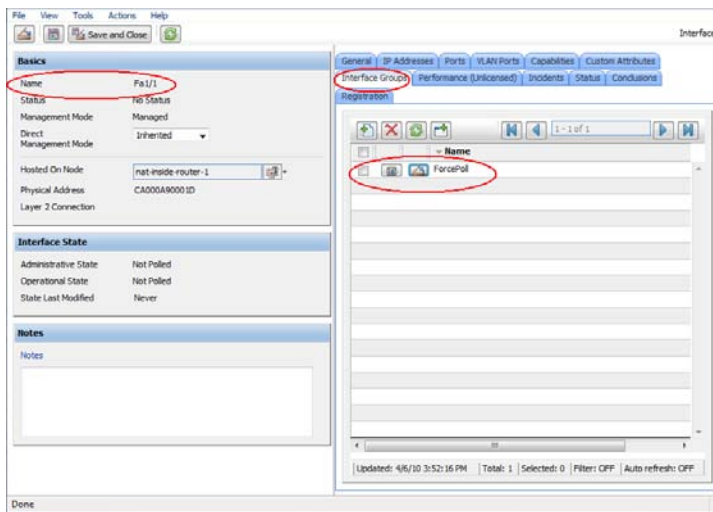 File View Tools Actions Help
Save and Close
Interface
Basics
Name Fa1/1
Status No Status
Management Mode Managed
Direct Management Mode Inherited
Hosted On Node nat-inside-router-1
Physical Address CA000A90001D
Layer 2 Connection
Interface State
Administrative State Not Polled
Operational State Not Polled
State Last Modified Never
Notes
Notes
General IP Addresses Ports VLAN Ports Capabilities Custom Attributes
Interface Groups Performance (Unlicensed) Incidents Status Conclusions
Registration
1 - 1 of 1
Name
ForcePoll
Updated: 4/6/10 3:52:16 PM Total: 1 Selected: 0 Filter: OFF Auto refresh: OFF
Done